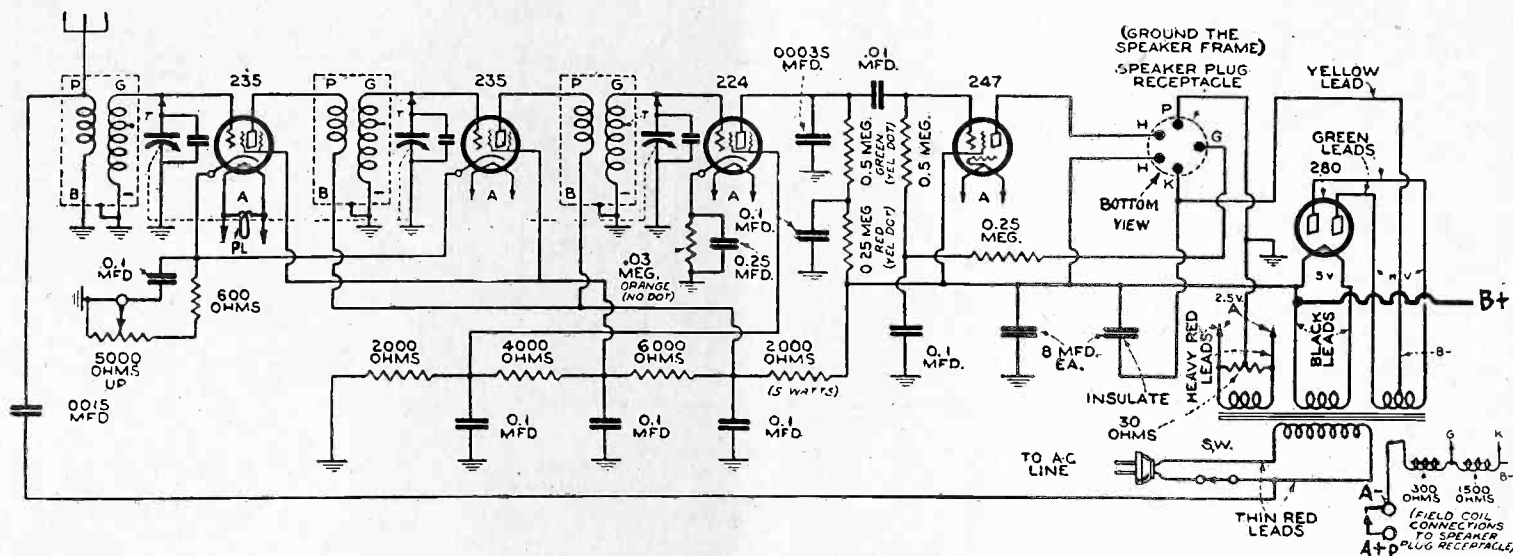 235
235
224
00035
MFD.
.01
MFD.
247
(GROUND THE
SPEAKER FRAME)
SPEAKER PLUG
RECEPTACLE
YELLOW
LEAD
GREEN
LEADS
280
P
G
T
B
A
PL
P
G
T
B
A
P
G
T
B
A
0.5 MEG.
GREEN
(YEL DOT)
0.5 MEG.
A
H
P
G
H
K
BOTTOM
VIEW
0.1
MFD
600
OHMS
5000
OHMS
UP
.03
MEG.
ORANGE
(NO DOT)
0.1
MFD.
0.25
MFD.
0.25 MEG
RED
(YEL DOT)
0.25
MEG.
5V
H V
B+
2.5V.
A
HEAVY RED
LEADS
BLACK
LEADS
B-
2000
OHMS
4000
OHMS
6000
OHMS
2000
OHMS
(5 WATTS)
0.1
MFD.
8 MFD.
EA.
INSULATE
30
OHMS
0015
MFD
0.1
MFD
0.1
MFD
0.1
MFD.
TO A-C
LINE
S.W.
THIN RED
LEADS
G
K
B-
300
OHMS
1500
OHMS
A-
A+P
(FIELD COIL
CONNECTIONS
TO SPEAKER
PLUG RECEPTACLE)